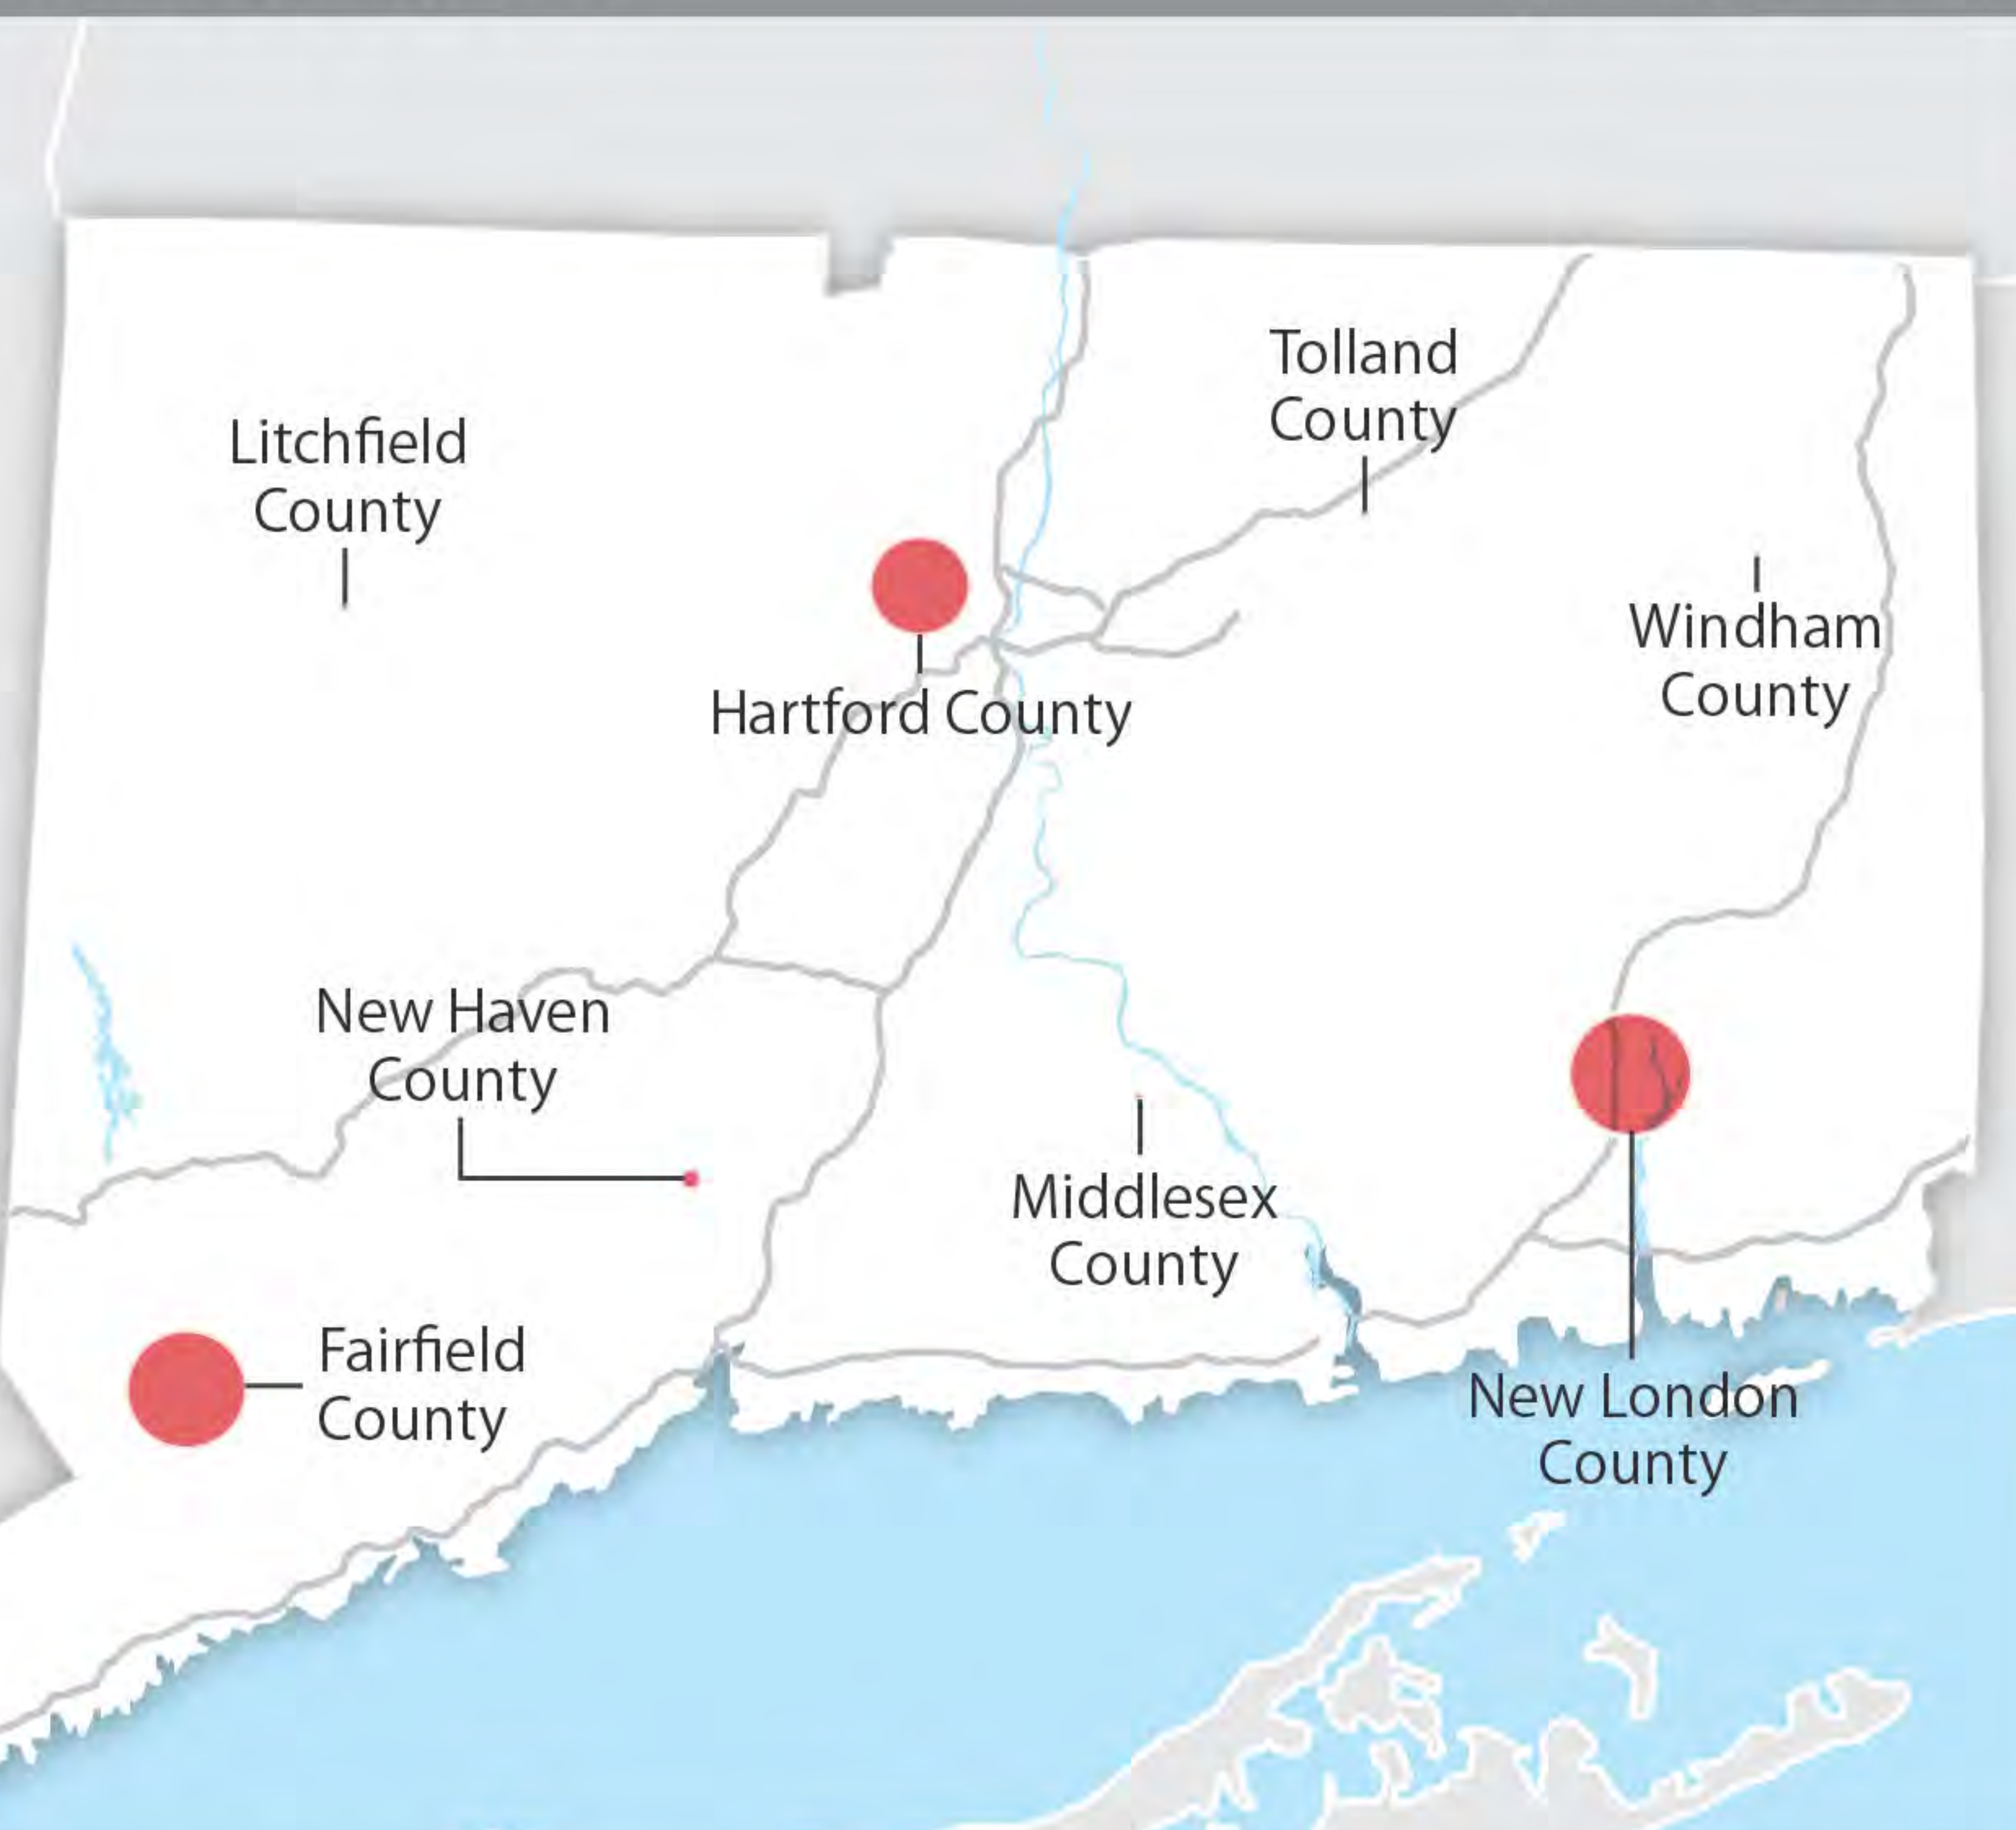 Tolland
County
Litchfield
County
Windham
County
Hartford County
New Haven
County
Middlesex
County
Fairfield
County
New London
County